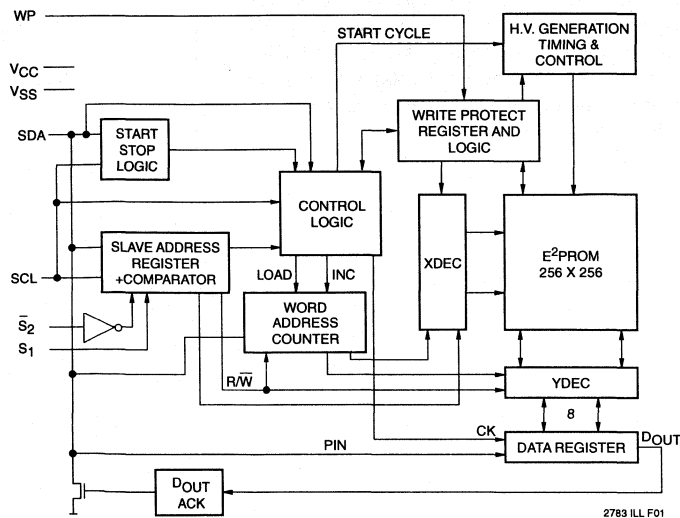 WP
START CYCLE
H.V. GENERATION
TIMING &
CONTROL
VCC
VSS
SDA
START
STOP
LOGIC
WRITE PROTECT
REGISTER AND
LOGIC
CONTROL
LOGIC
XDEC
E²PROM
256 X 256
SLAVE ADDRESS
REGISTER
+COMPARATOR
SCL
LOAD
INC
S̅2
S1
WORD
ADDRESS
COUNTER
R/W̅
YDEC
8
CK
DOUT
PIN
DATA REGISTER
DOUT
ACK
2783 ILL F01